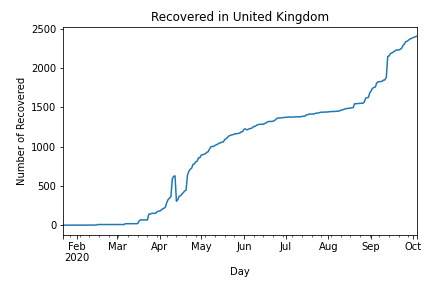 Recovered in United Kingdom
Number of Recovered
2500
2000
1500
1000
500
0
Feb Mar Apr May Jun Jul Aug Sep Oct
2020
Day